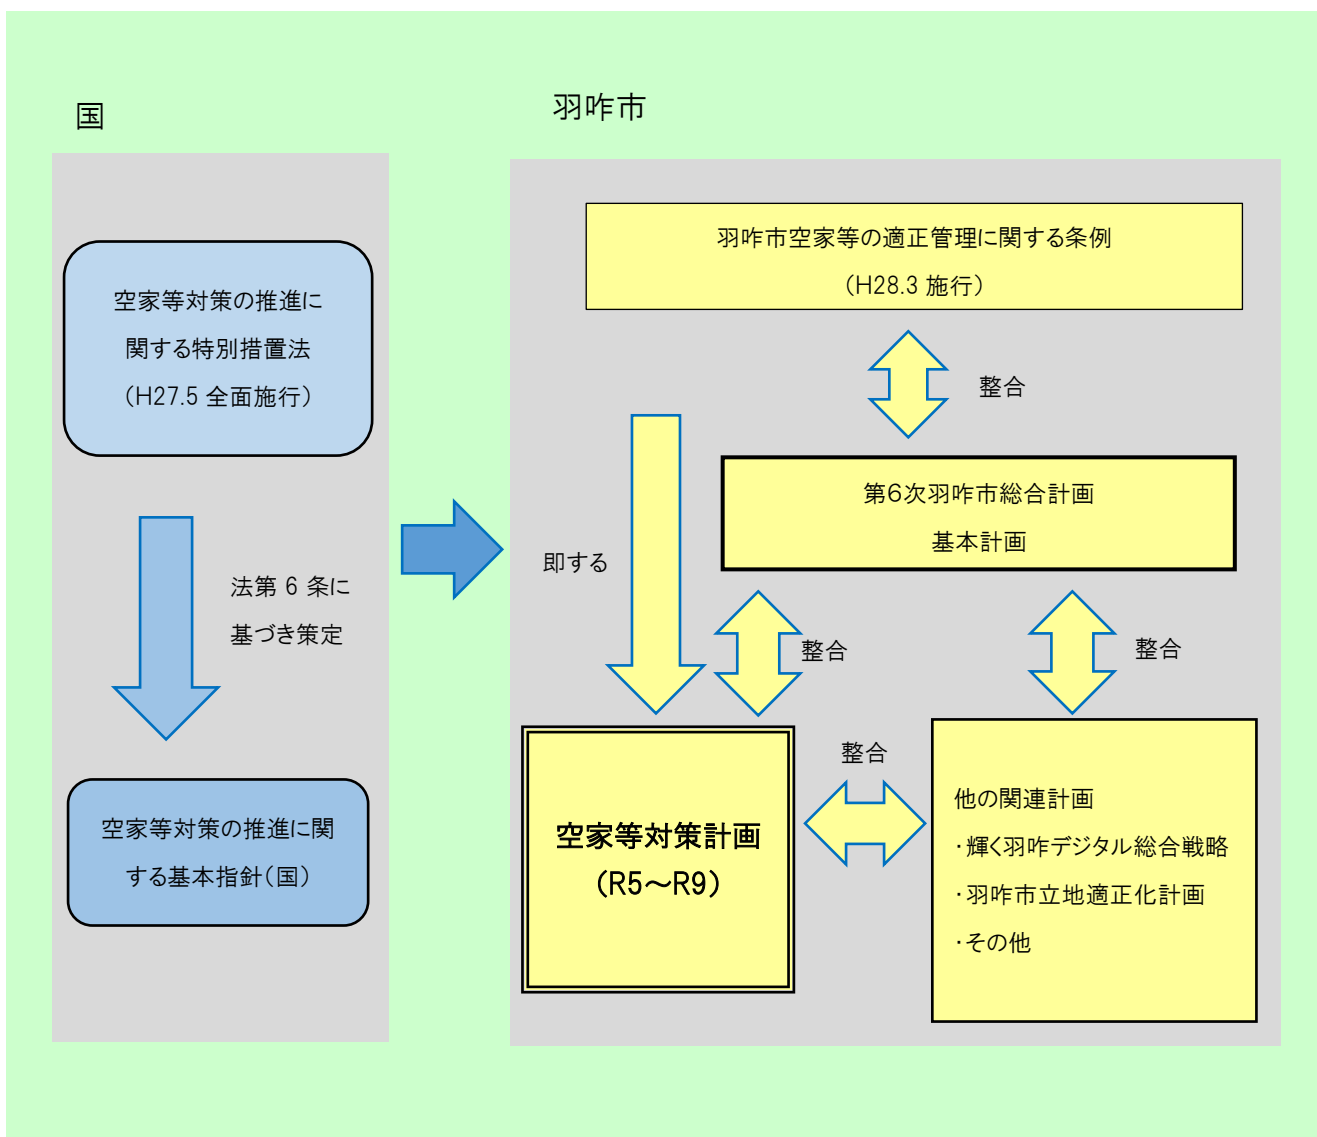 国
空家等対策の推進に
関する特別措置法
（H27.5 全面施行）
法第 6 条に
基づき策定
空家等対策の推進に関
する基本指針（国）
羽咋市
羽咋市空家等の適正管理に関する条例
（H28.3 施行）
整合
第６次羽咋市総合計画
基本計画
即する
整合
整合
空家等対策計画
（R5～R9）
整合
他の関連計画
・輝く羽咋デジタル総合戦略
・羽咋市立地適正化計画
・その他